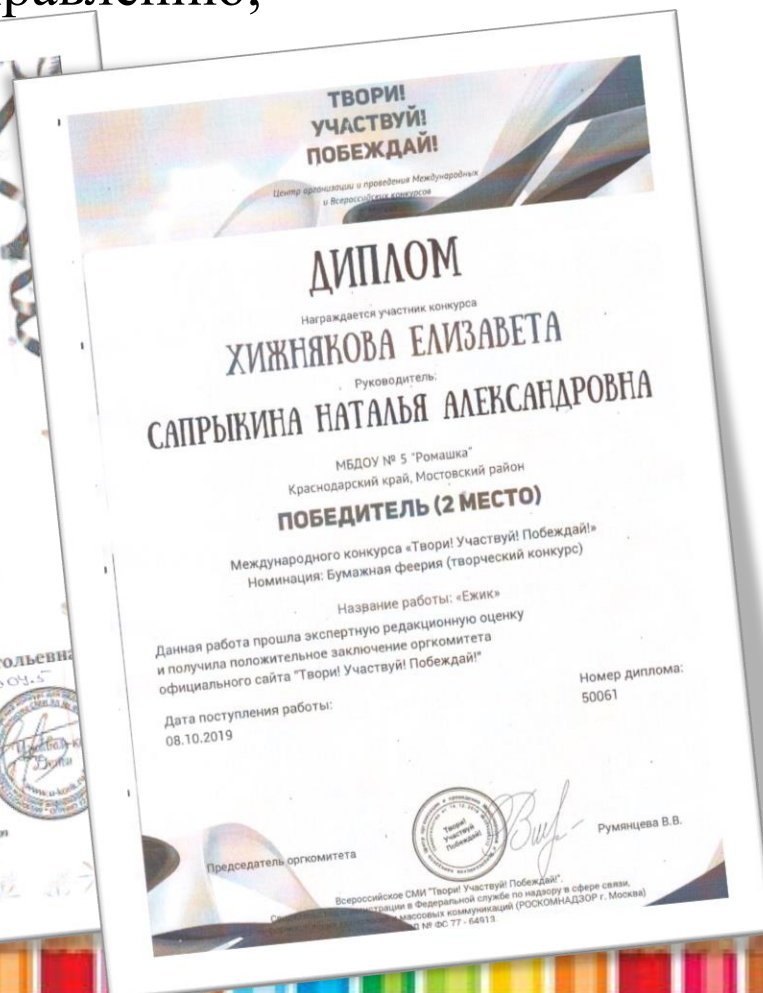 ТВОРИ!
УЧАСТВУЙ!
ПОБЕЖДАЙ!
Центр организации и проведения Международных
и Всероссийских конкурсов
ДИПЛОМ
Награждается участник конкурса
ХИЖНЯКОВА ЕЛИЗАВЕТА
Руководитель:
САПРЫКИНА НАТАЛЬЯ АЛЕКСАНДРОВНА
МБДОУ № 5 "Ромашка"
Краснодарский край, Мостовский район
ПОБЕДИТЕЛЬ (2 МЕСТО)
Международного конкурса «Твори! Участвуй! Побеждай!»
Номинация: Бумажная феерия (творческий конкурс)
Название работы: «Ежик»
Данная работа прошла экспертную редакционную оценку
и получила положительное заключение оргкомитета
официального сайта "Твори! Участвуй! Побеждай!"
Дата поступления работы:
08.10.2019
Номер диплома:
50061
Твори!
Участвуй
Побеждай!
Председатель оргкомитета
Румянцева В.В.
Всероссийское СМИ "Твори! Участвуй! Побеждай!".
в Федеральной службе по надзору в сфере связи,
массовых коммуникаций (РОСКОМНАДЗОР г. Москва)
№ ФС 77 - 64913.